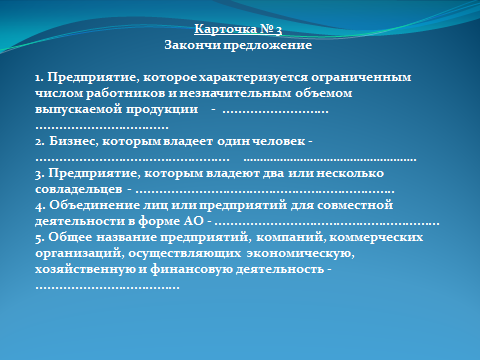 Карточка № 3
Закончи предложение
1. Предприятие, которое характеризуется ограниченным
числом работников и незначительным объемом
выпускаемой продукции - ………………………
……………………………
2. Бизнес, которым владеет один человек -
………………………………………… ......................................................
3. Предприятие, которым владеют два или несколько
совладельцев - ………………………………………………………
4. Объединение лиц или предприятий для совместной
деятельности в форме АО - ………………………………………………
5. Общее название предприятий, компаний, коммерческих
организаций, осуществляющих экономическую,
хозяйственную и финансовую деятельность -
………………………………